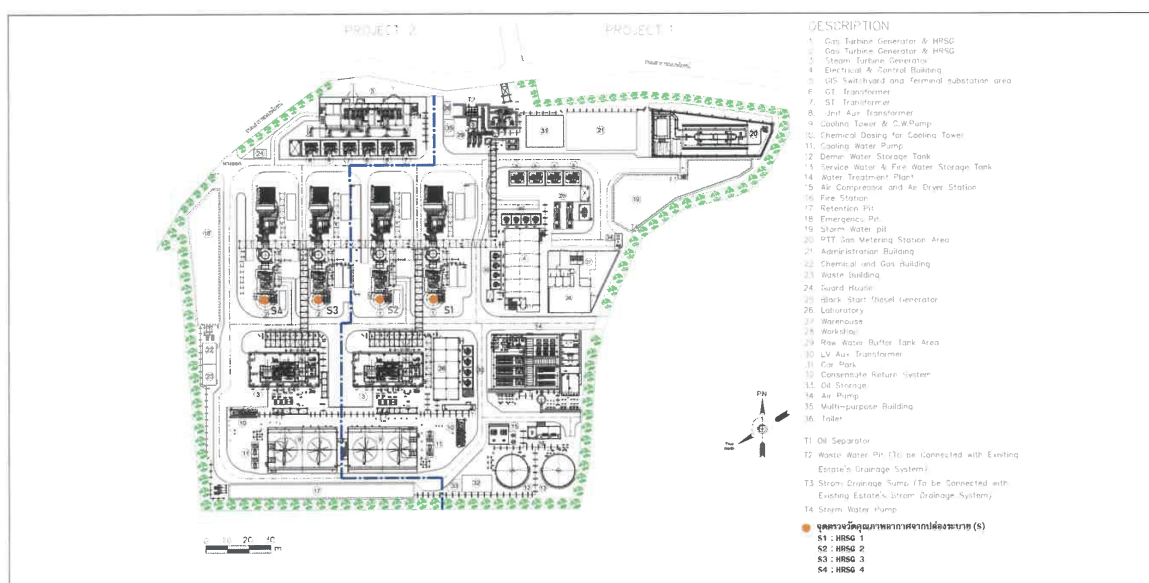 PROJECT 2
PROJECT 1
DESCRIPTION
1. Gas Turbine Generator & HRSG
2. Gas Turbine Generator & HRSG
3. Steam Turbine Generator
4. Electrical & Control Building
5. GIS Switchyard and Terminal substation area
6. GT Transformer
7. ST Transformer
8. Unit Aux Transformer
9. Cooling Tower & C.W.Pump
10. Chemical Dosing for Cooling Tower
11. Cooling Water Pump
12. Demin Water Storage Tank
13. Service Water & Fire Water Storage Tank
14. Water Treatment Plant
15. Air Compressor and Air Dryer Station
16. Fire Station
17. Retention Pit
18. Emergency Pit
19. Storm Water pit
20. PTT Gas Metering Station Area
21. Administration Building
22. Chemical and Gas Building
23. Waste Building
24. Guard House
25. Black Start Diesel Generator
26. Laboratory
27. Warehouse
28. Workshop
29. Raw Water Buffer Tank Area
30. LV Aux Transformer
31. Car Park
32. Condensate Return System
33. Oil Storage
34. Air Pump
35. Multi-purpose Building
36. Toilet
T1 Oil Separator
T2 Waste Water Pit (To be Connected with Existing
Estate's Drainage System)
T3 Strom Drainage Sump (To be Connected with
Existing Estate's Strom Drainage System)
T4 Storm Water Pump
จุดตรวจวัดคุณภาพอากาศจากปล่องระบาย (S)
S1 : HRSG 1
S2 : HRSG 2
S3 : HRSG 3
S4 : HRSG 4
S4
S3
S2
S1
20
PN
0 10 20 40
m